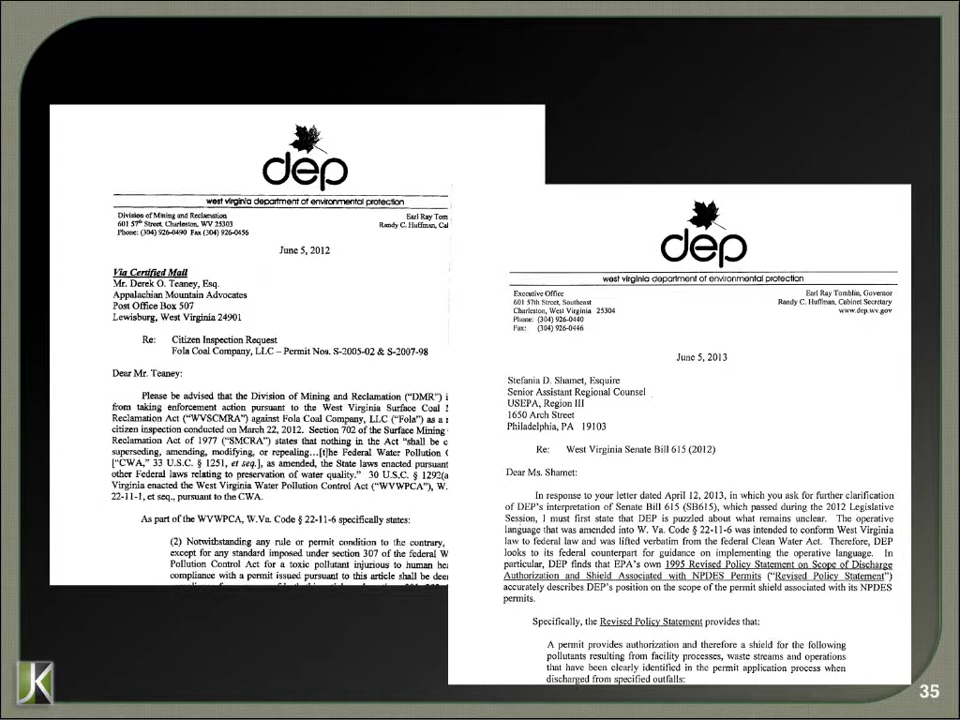 dep
west virginia department of environmental protection
Division of Mining and Reclamation
601 57th Street, Charleston, WV 25303
Phone: (304) 926-0490 Fax (304) 926-0456
Earl Ray Tom
Randy C. Huffman, Cal
June 5, 2012
Via Certified Mail
Mr. Derek O. Teaney, Esq.
Appalachian Mountain Advocates
Post Office Box 507
Lewisburg, West Virginia 24901
Re: Citizen Inspection Request
Fola Coal Company, LLC – Permit Nos. S-2005-02 & S-2007-98
Dear Mr. Teaney:
Please be advised that the Division of Mining and Reclamation ("DMR") i
from taking enforcement action pursuant to the West Virginia Surface Coal
Reclamation Act ("WVSCMRA") against Fola Coal Company, LLC ("Fola") as a
citizen inspection conducted on March 22, 2012. Section 702 of the Surface Mining
Reclamation Act of 1977 ("SMCRA") states that nothing in the Act "shall be c
superseding, amending, modifying, or repealing…[t]he Federal Water Pollution C
["CWA," 33 U.S.C. § 1251, et seq.], as amended, the State laws enacted pursuant
other Federal laws relating to preservation of water quality." 30 U.S.C. § 1292(a
Virginia enacted the West Virginia Water Pollution Control Act ("WVWPCA"), W.
22-11-1, et seq., pursuant to the CWA.
As part of the WVWPCA, W.Va. Code § 22-11-6 specifically states:
(2) Notwithstanding any rule or permit condition to the contrary,
except for any standard imposed under section 307 of the federal W
Pollution Control Act for a toxic pollutant injurious to human hea
compliance with a permit issued pursuant to this article shall be deem
dep
west virginia department of environmental protection
Executive Office
601 57th Street, Southeast
Charleston, West Virginia 25304
Phone: (304) 926-0440
Fax: (304) 926-0446
Earl Ray Tomblin, Governor
Randy C. Huffman, Cabinet Secretary
www.dep.wv.gov
June 5, 2013
Stefania D. Shamet, Esquire
Senior Assistant Regional Counsel
USEPA, Region III
1650 Arch Street
Philadelphia, PA 19103
Re: West Virginia Senate Bill 615 (2012)
Dear Ms. Shamet:
In response to your letter dated April 12, 2013, in which you ask for further clarification
of DEP's interpretation of Senate Bill 615 (SB615), which passed during the 2012 Legislative
Session, I must first state that DEP is puzzled about what remains unclear. The operative
language that was amended into W. Va. Code § 22-11-6 was intended to conform West Virginia
law to federal law and was lifted verbatim from the federal Clean Water Act. Therefore, DEP
looks to its federal counterpart for guidance on implementing the operative language. In
particular, DEP finds that EPA's own 1995 Revised Policy Statement on Scope of Discharge
Authorization and Shield Associated with NPDES Permits ("Revised Policy Statement")
accurately describes DEP's position on the scope of the permit shield associated with its NPDES
permits.
Specifically, the Revised Policy Statement provides that:
A permit provides authorization and therefore a shield for the following
pollutants resulting from facility processes, waste streams and operations
that have been clearly identified in the permit application process when
discharged from specified outfalls:
JK
35